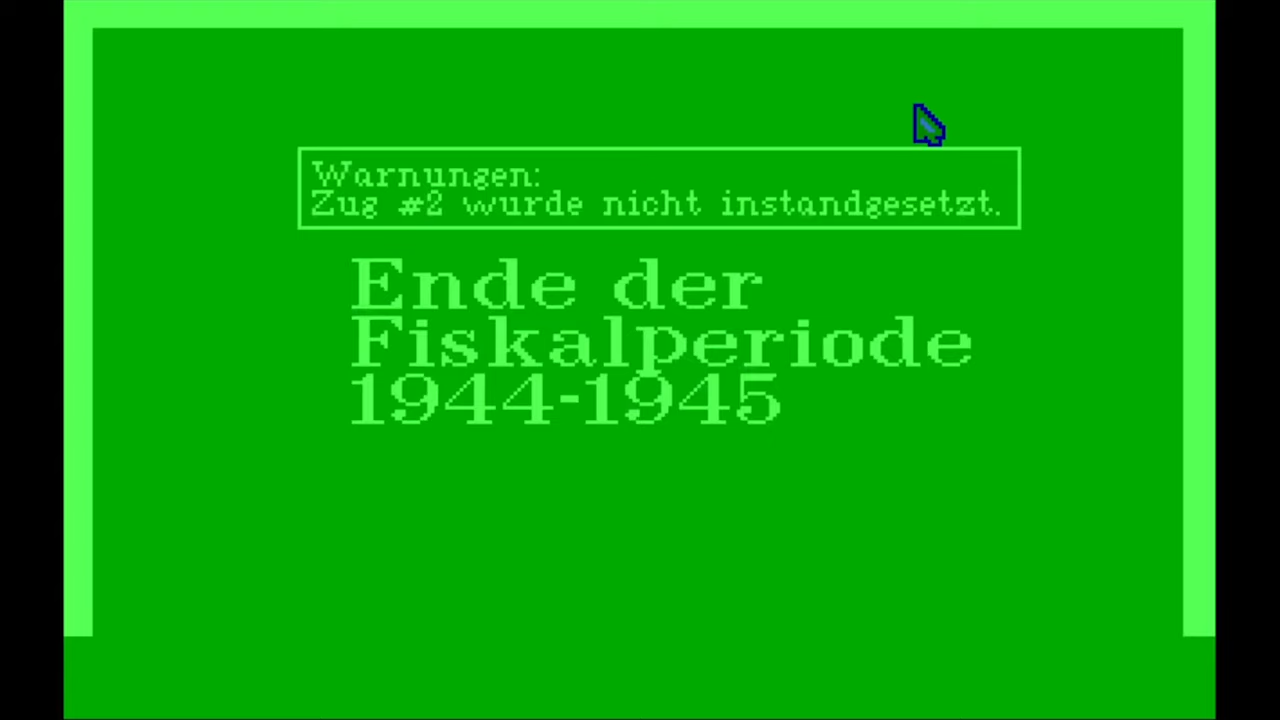 Warnungen:
Zug #2 wurde nicht instandgesetzt.
Ende der
Fiskalperiode
1944-1945